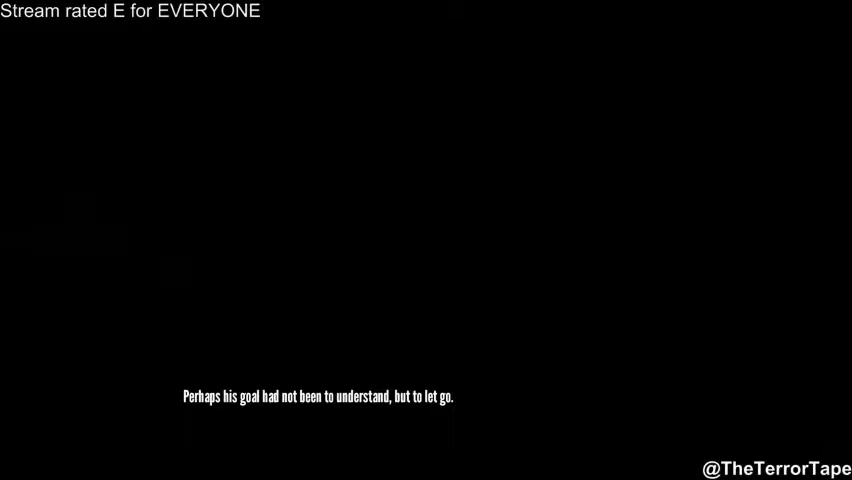 Stream rated E for EVERYONE
Perhaps his goal had not been to understand, but to let go.
@TheTerrorTape